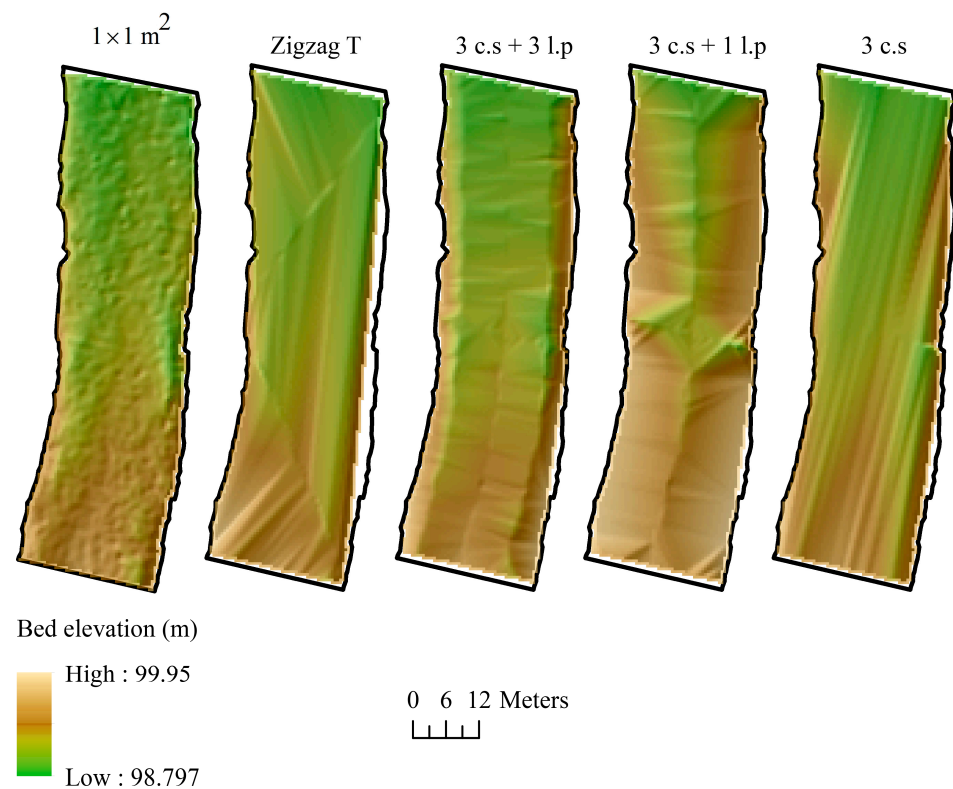 1×1 m²
Zigzag T
3 c.s + 3 l.p
3 c.s + 1 l.p
3 c.s
Bed elevation (m)
High : 99.95
Low : 98.797
0 6 12 Meters